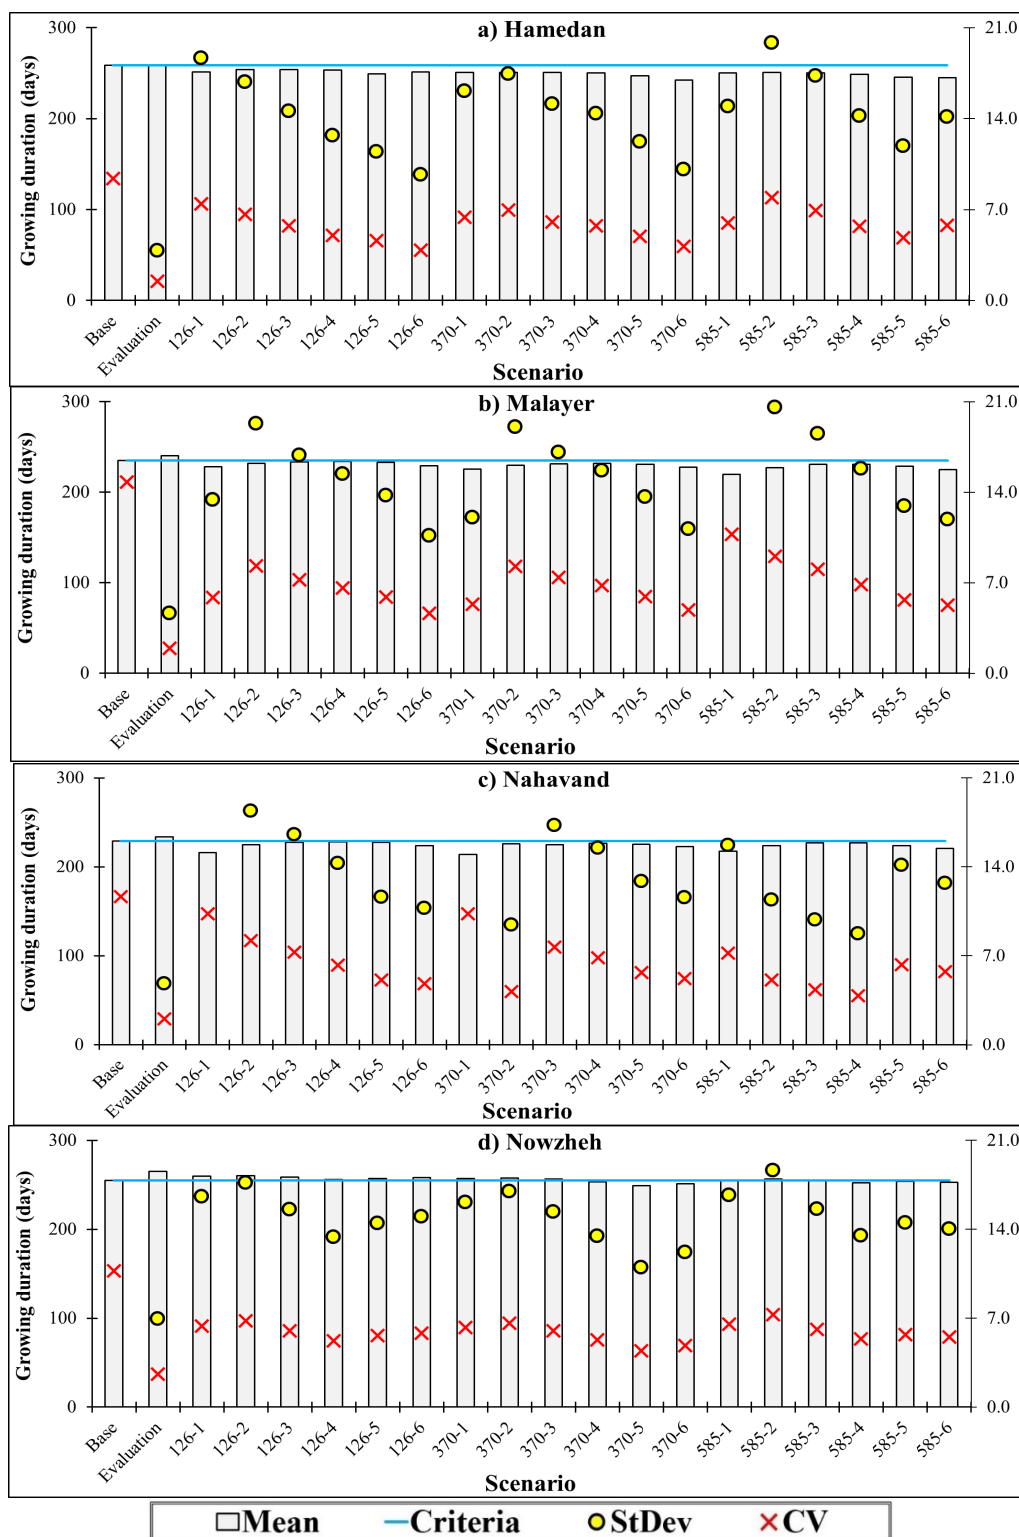 a) Hamedan
300
200
100
0
21.0
14.0
7.0
0.0
Growing duration (days)
Base Evaluation 126-1 126-2 126-3 126-4 126-5 126-6 370-1 370-2 370-3 370-4 370-5 370-6 585-1 585-2 585-3 585-4 585-5 585-6
Scenario
b) Malayer
300
200
100
0
21.0
14.0
7.0
0.0
Growing duration (days)
Base Evaluation 126-1 126-2 126-3 126-4 126-5 126-6 370-1 370-2 370-3 370-4 370-5 370-6 585-1 585-2 585-3 585-4 585-5 585-6
Scenario
c) Nahavand
300
200
100
0
21.0
14.0
7.0
0.0
Growing duration (days)
Base Evaluation 126-1 126-2 126-3 126-4 126-5 126-6 370-1 370-2 370-3 370-4 370-5 370-6 585-1 585-2 585-3 585-4 585-5 585-6
Scenario
d) Nowzheh
300
200
100
0
21.0
14.0
7.0
0.0
Growing duration (days)
Base Evaluation 126-1 126-2 126-3 126-4 126-5 126-6 370-1 370-2 370-3 370-4 370-5 370-6 585-1 585-2 585-3 585-4 585-5 585-6
Scenario
Mean Criteria StDev CV